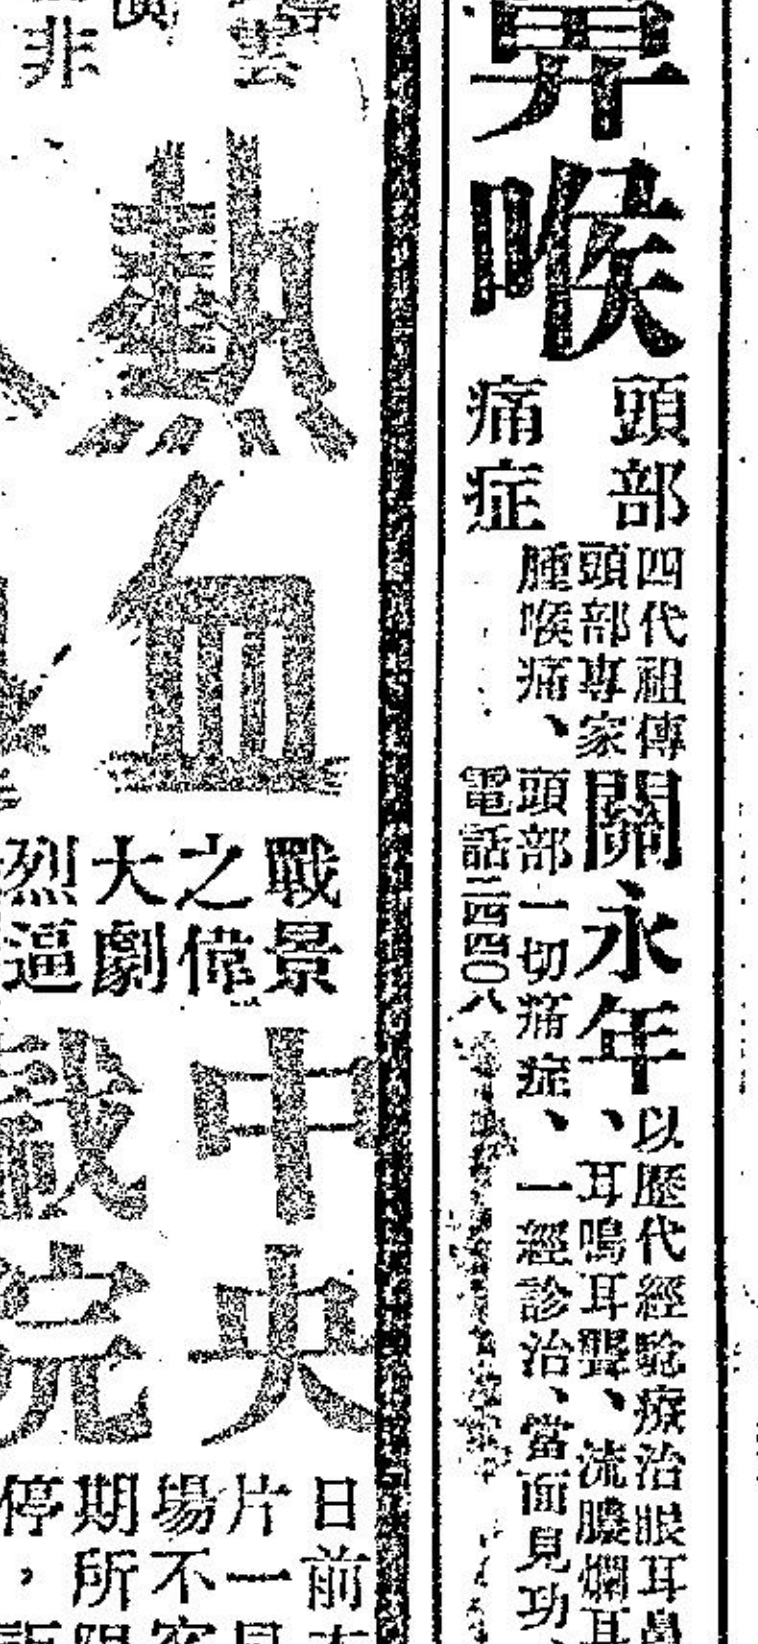 鼻喉
頭部
痛症
四代祖傳
頭部專家
關永年
以歷代經驗療治眼耳鼻
、耳鳴耳聾、流膿爛耳
腫喉痛、頭部一切痛症、一經診治、當面見功、
電話二四四〇八
熱血
戰景
之偉
大劇
烈逼
中央
戲院
日前
片一
場不
期所
停，
非